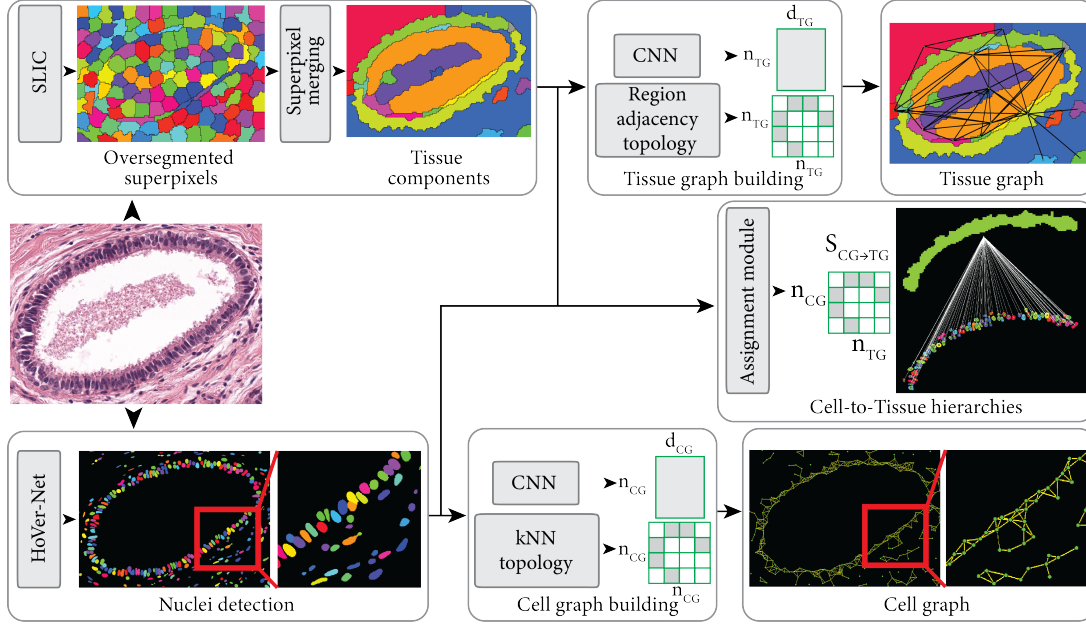 SLIC
Oversegmented
superpixels
Superpixel
merging
Tissue
components
CNN
Region
adjacency
topology
d_TG
n_TG
n_TG
n_TG
Tissue graph building
Tissue graph
Assignment module
S_CG→TG
n_CG
n_TG
Cell-to-Tissue hierarchies
HoVer-Net
Nuclei detection
CNN
kNN
topology
d_CG
n_CG
n_CG
n_CG
Cell graph building
Cell graph